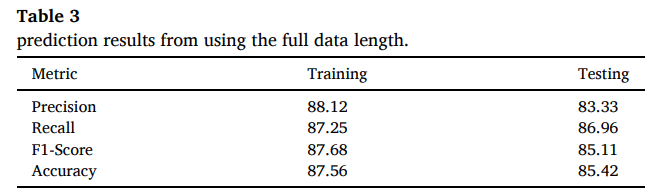 Table 3
prediction results from using the full data length.
Metric Training Testing
Precision 88.12 83.33
Recall 87.25 86.96
F1-Score 87.68 85.11
Accuracy 87.56 85.42